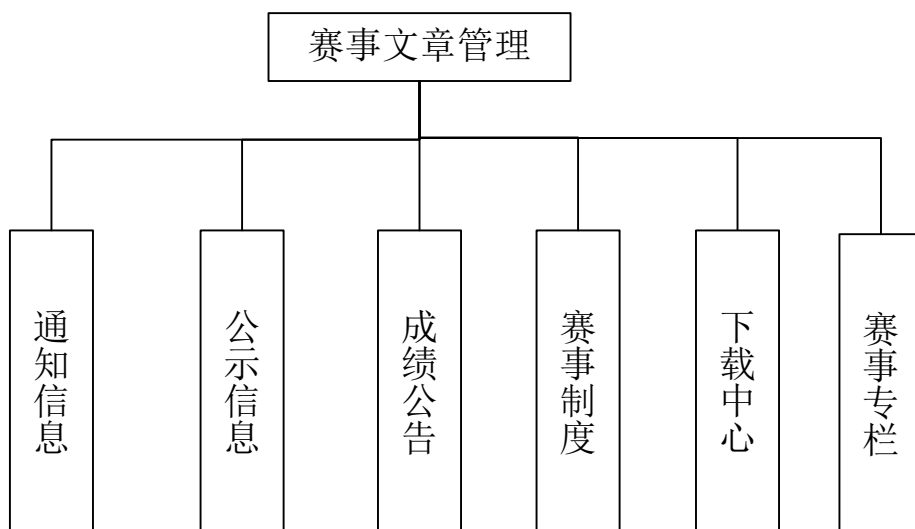 赛事文章管理
通知信息
公示信息
成绩公告
赛事制度
下载中心
赛事专栏